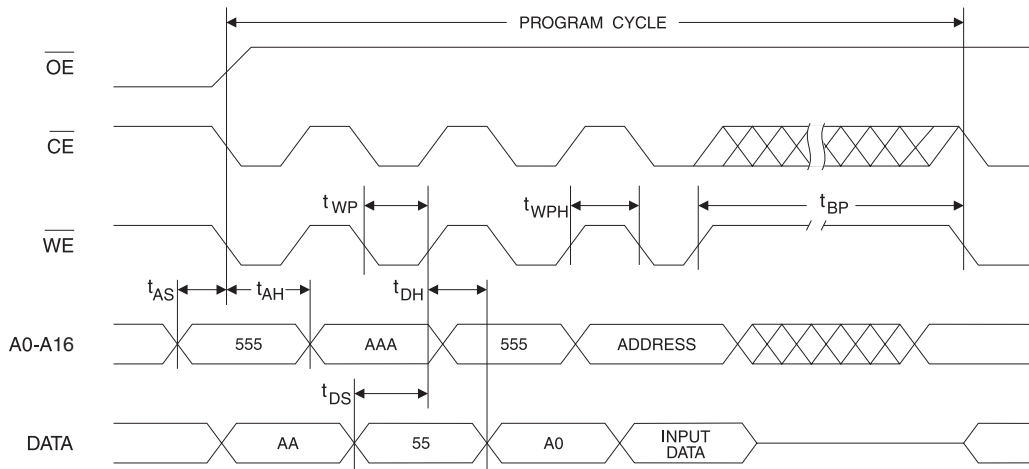 PROGRAM CYCLE
OE
CE
tWP
tWPH
tBP
WE
tAS
tAH
tDH
A0-A16
555
AAA
555
ADDRESS
tDS
DATA
AA
55
A0
INPUT
DATA